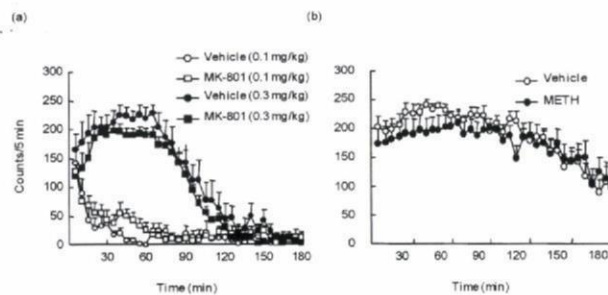 (a)
Vehicle (0.1 mg/kg)
MK-801 (0.1 mg/kg)
Vehicle (0.3 mg/kg)
MK-801 (0.3 mg/kg)
300
250
200
150
100
50
0
Counts/5 min
30 60 90 120 150 180
Time (min)
(b)
Vehicle
METH
300
250
200
150
100
50
0
30 60 90 120 150 180
Time (min)